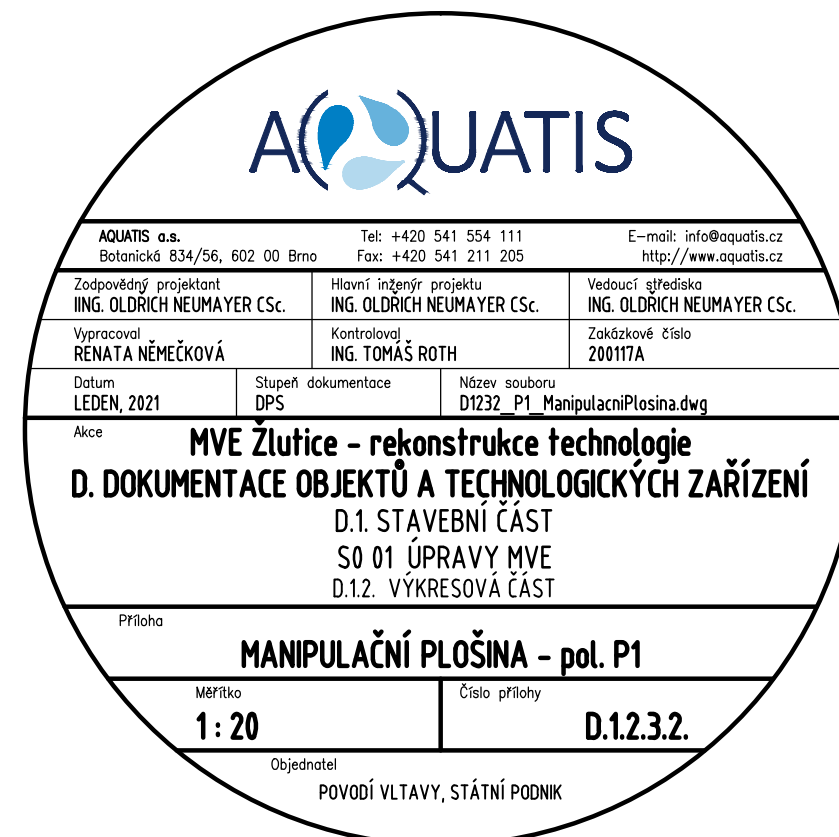 AQUATIS
AQUATIS a.s. Tel: +420 541 554 111 E-mail: info@aquatis.cz
Botanická 834/56, 602 00 Brno Fax: +420 541 211 205 http://www.aquatis.cz
Zodpovědný projektant Hlavní inženýr projektu Vedoucí střediska
IING. OLDŘICH NEUMAYER CSc. ING. OLDŘICH NEUMAYER CSc. ING. OLDŘICH NEUMAYER CSc.
Vypracoval Kontroloval Zakázkové číslo
RENATA NĚMEČKOVÁ ING. TOMÁŠ ROTH 200117A
Datum Stupeň dokumentace Název souboru
LEDEN, 2021 DPS D1232_P1_ManipulacniPlosina.dwg
Akce
MVE Žlutice - rekonstrukce technologie
D. DOKUMENTACE OBJEKTŮ A TECHNOLOGICKÝCH ZAŘÍZENÍ
D.1. STAVEBNÍ ČÁST
SO 01 ÚPRAVY MVE
D.1.2. VÝKRESOVÁ ČÁST
Příloha
MANIPULAČNÍ PLOŠINA - pol. P1
Měřítko Číslo přílohy
1 : 20 D.1.2.3.2.
Objednatel
POVODÍ VLTAVY, STÁTNÍ PODNIK